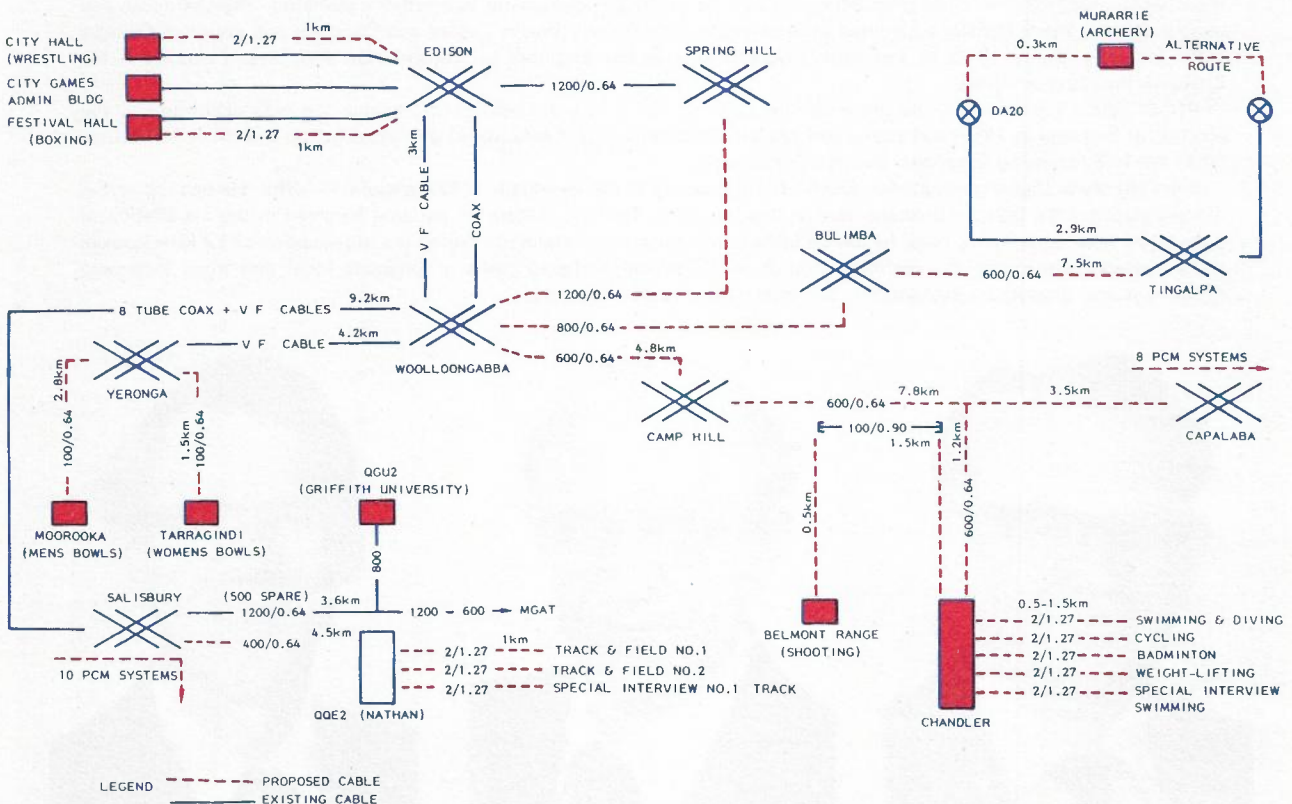 CITY HALL
(WRESTLING)
CITY GAMES
ADMIN BLDG
FESTIVAL HALL
(BOXING)
1km
2/1.27
2/1.27
1km
EDISON
1200/0.64
SPRING HILL
3km
V F CABLE
COAX
MURARRIE
(ARCHERY)
0.3km
ALTERNATIVE
ROUTE
DA20
2.9km
TINGALPA
BULIMBA
7.5km
600/0.64
8 TUBE COAX + V F CABLES
9.2km
V F CABLE
4.2km
WOOLLOONGABBA
1200/0.64
800/0.64
600/0.64
4.8km
YERONGA
2.8km
100/0.64
1.5km
100/0.64
MOOROOKA
(MENS BOWLS)
TARRAGINDI
(WOMENS BOWLS)
CAMP HILL
600/0.64
7.8km
3.5km
8 PCM SYSTEMS
CAPALABA
100/0.90
1.5km
1.2km
600/0.64
0.5km
BELMONT RANGE
(SHOOTING)
CHANDLER
0.5-1.5km
2/1.27 SWIMMING & DIVING
2/1.27 CYCLING
2/1.27 BADMINTON
2/1.27 WEIGHT-LIFTING
2/1.27 SPECIAL INTERVIEW
SWIMMING
QGU2
(GRIFFITH UNIVERSITY)
800
SALISBURY
(500 SPARE)
1200/0.64
3.6km
1200 - 600
MGAT
400/0.64
4.5km
10 PCM SYSTEMS
1km
2/1.27 TRACK & FIELD NO.1
2/1.27 TRACK & FIELD NO.2
2/1.27 SPECIAL INTERVIEW NO.1 TRACK
QQE2 (NATHAN)
LEGEND
PROPOSED CABLE
EXISTING CABLE